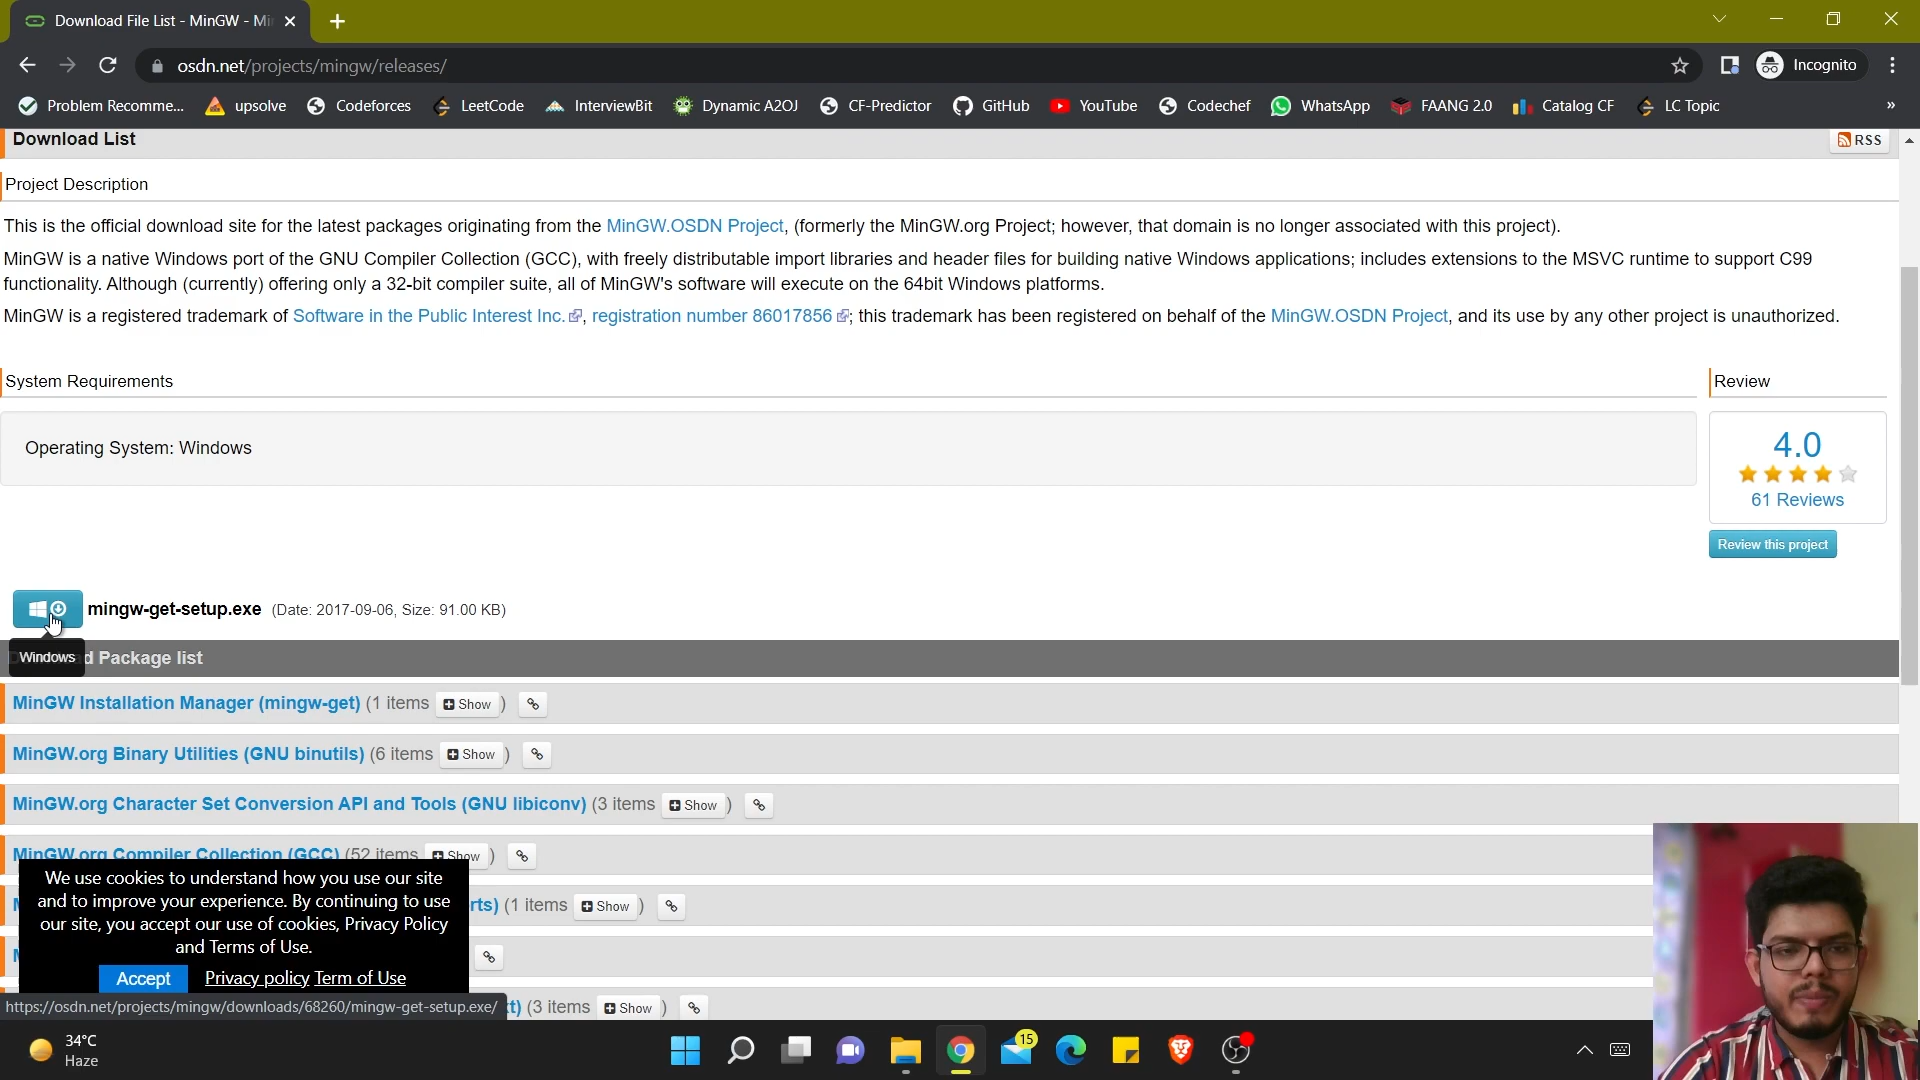 Download File List - MinGW - Mi
osdn.net/projects/mingw/releases/
Incognito
Problem Recomme...
upsolve
Codeforces
LeetCode
InterviewBit
Dynamic A2OJ
CF-Predictor
GitHub
YouTube
Codechef
WhatsApp
FAANG 2.0
Catalog CF
LC Topic
»
Download List
RSS
Project Description
This is the official download site for the latest packages originating from the MinGW.OSDN Project, (formerly the MinGW.org Project; however, that domain is no longer associated with this project).
MinGW is a native Windows port of the GNU Compiler Collection (GCC), with freely distributable import libraries and header files for building native Windows applications; includes extensions to the MSVC runtime to support C99
functionality. Although (currently) offering only a 32-bit compiler suite, all of MinGW's software will execute on the 64bit Windows platforms.
MinGW is a registered trademark of Software in the Public Interest Inc., registration number 86017856; this trademark has been registered on behalf of the MinGW.OSDN Project, and its use by any other project is unauthorized.
System Requirements
Review
Operating System: Windows
4.0
61 Reviews
Review this project
mingw-get-setup.exe (Date: 2017-09-06, Size: 91.00 KB)
Windows
d Package list
MinGW Installation Manager (mingw-get) (1 items Show )
MinGW.org Binary Utilities (GNU binutils) (6 items Show )
MinGW.org Character Set Conversion API and Tools (GNU libiconv) (3 items Show )
MinGW.org Compiler Collection (GCC) (52 items Show )
rts) (1 items Show )
We use cookies to understand how you use our site
and to improve your experience. By continuing to use
our site, you accept our use of cookies, Privacy Policy
and Terms of Use.
Accept Privacy policy Term of Use
https://osdn.net/projects/mingw/downloads/68260/mingw-get-setup.exe/
t) (3 items Show )
34°C
Haze
15